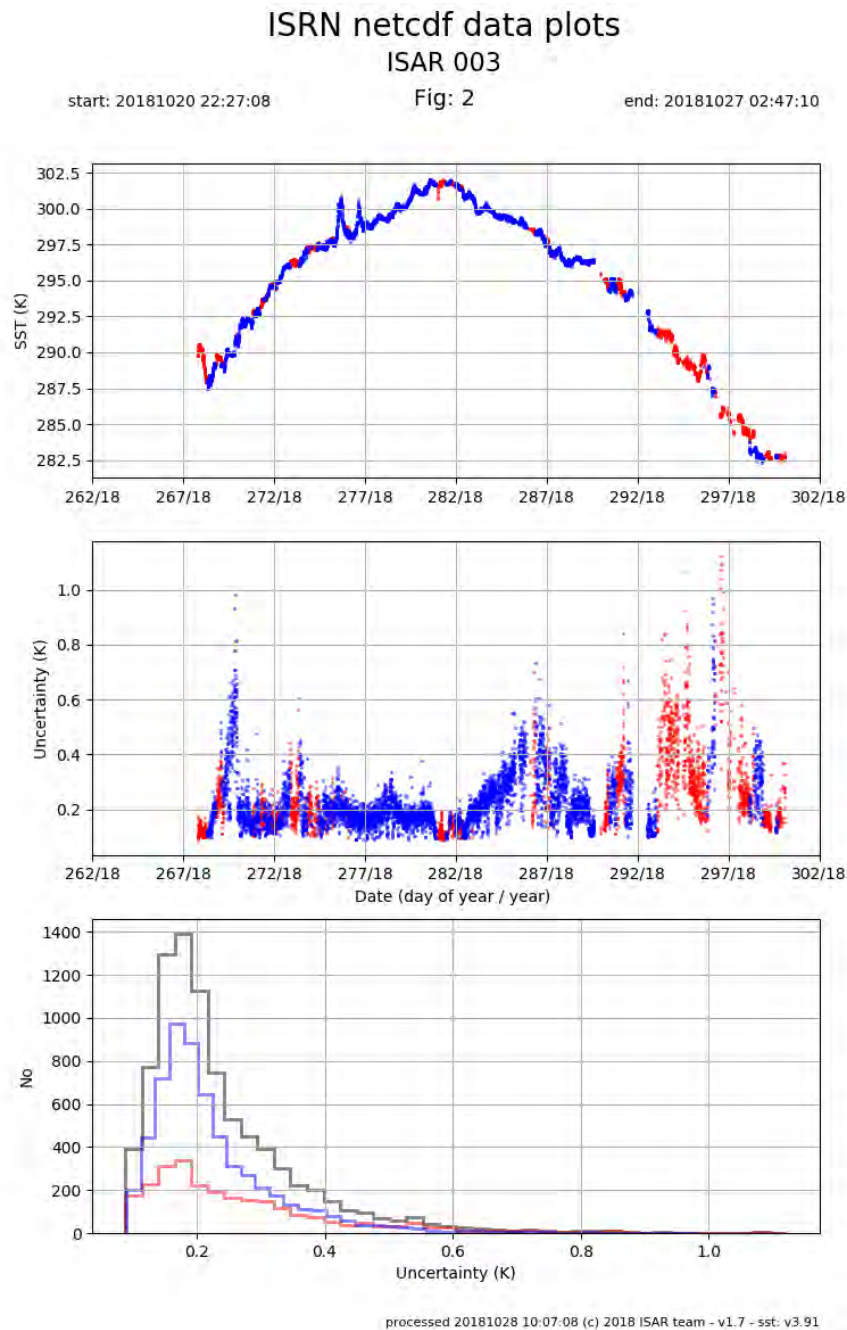 ISRN netcdf data plots
ISAR 003
start: 20181020 22:27:08 Fig: 2 end: 20181027 02:47:10
302.5
300.0
297.5
295.0
292.5
290.0
287.5
285.0
282.5
SST (K)
262/18 267/18 272/18 277/18 282/18 287/18 292/18 297/18 302/18
1.0
0.8
0.6
0.4
0.2
Uncertainty (K)
262/18 267/18 272/18 277/18 282/18 287/18 292/18 297/18 302/18
Date (day of year / year)
1400
1200
1000
800
600
400
200
0
No
0.2 0.4 0.6 0.8 1.0
Uncertainty (K)
processed 20181028 10:07:08 (c) 2018 ISAR team - v1.7 - sst: v3.91